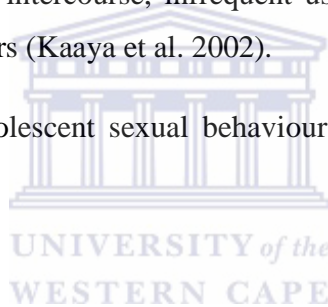 intercourse, infrequent us
rs (Kaaya et al. 2002).
olescent sexual behaviour
UNIVERSITY of the
WESTERN CAPE